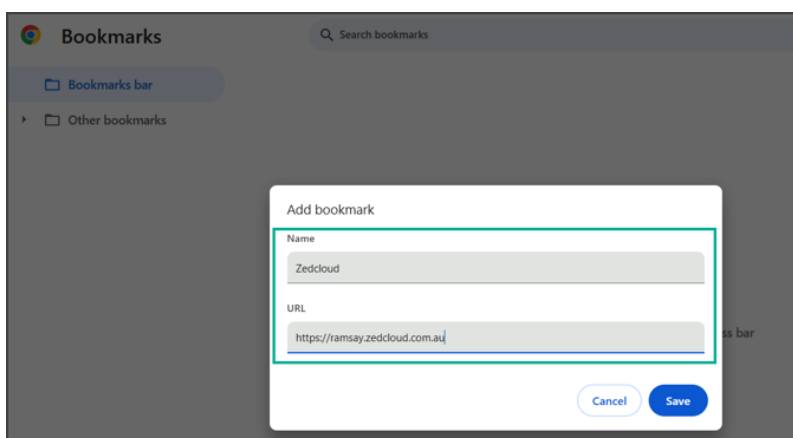 Bookmarks
Search bookmarks
Bookmarks bar
Other bookmarks
Add bookmark
Name
Zedcloud
URL
https://ramsay.zedcloud.com.au
ss bar
Cancel
Save